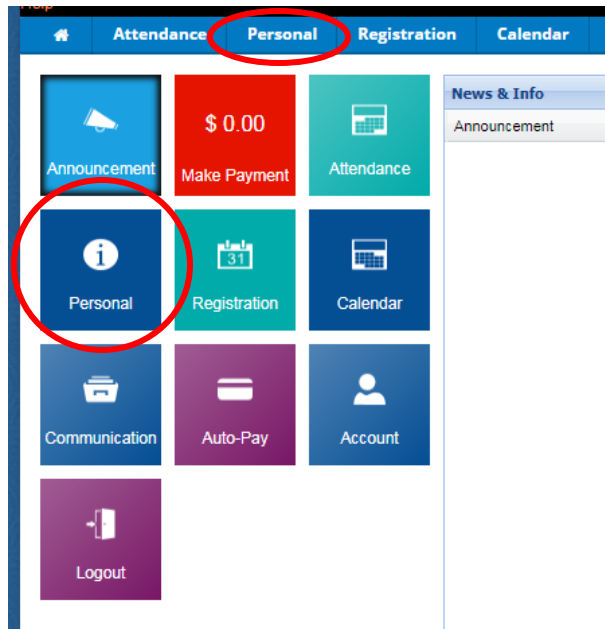 Help
Attendance Personal Registration Calendar
News & Info
Announcement
$ 0.00
Announcement Make Payment Attendance
31
Personal Registration Calendar
Communication Auto-Pay Account
Logout